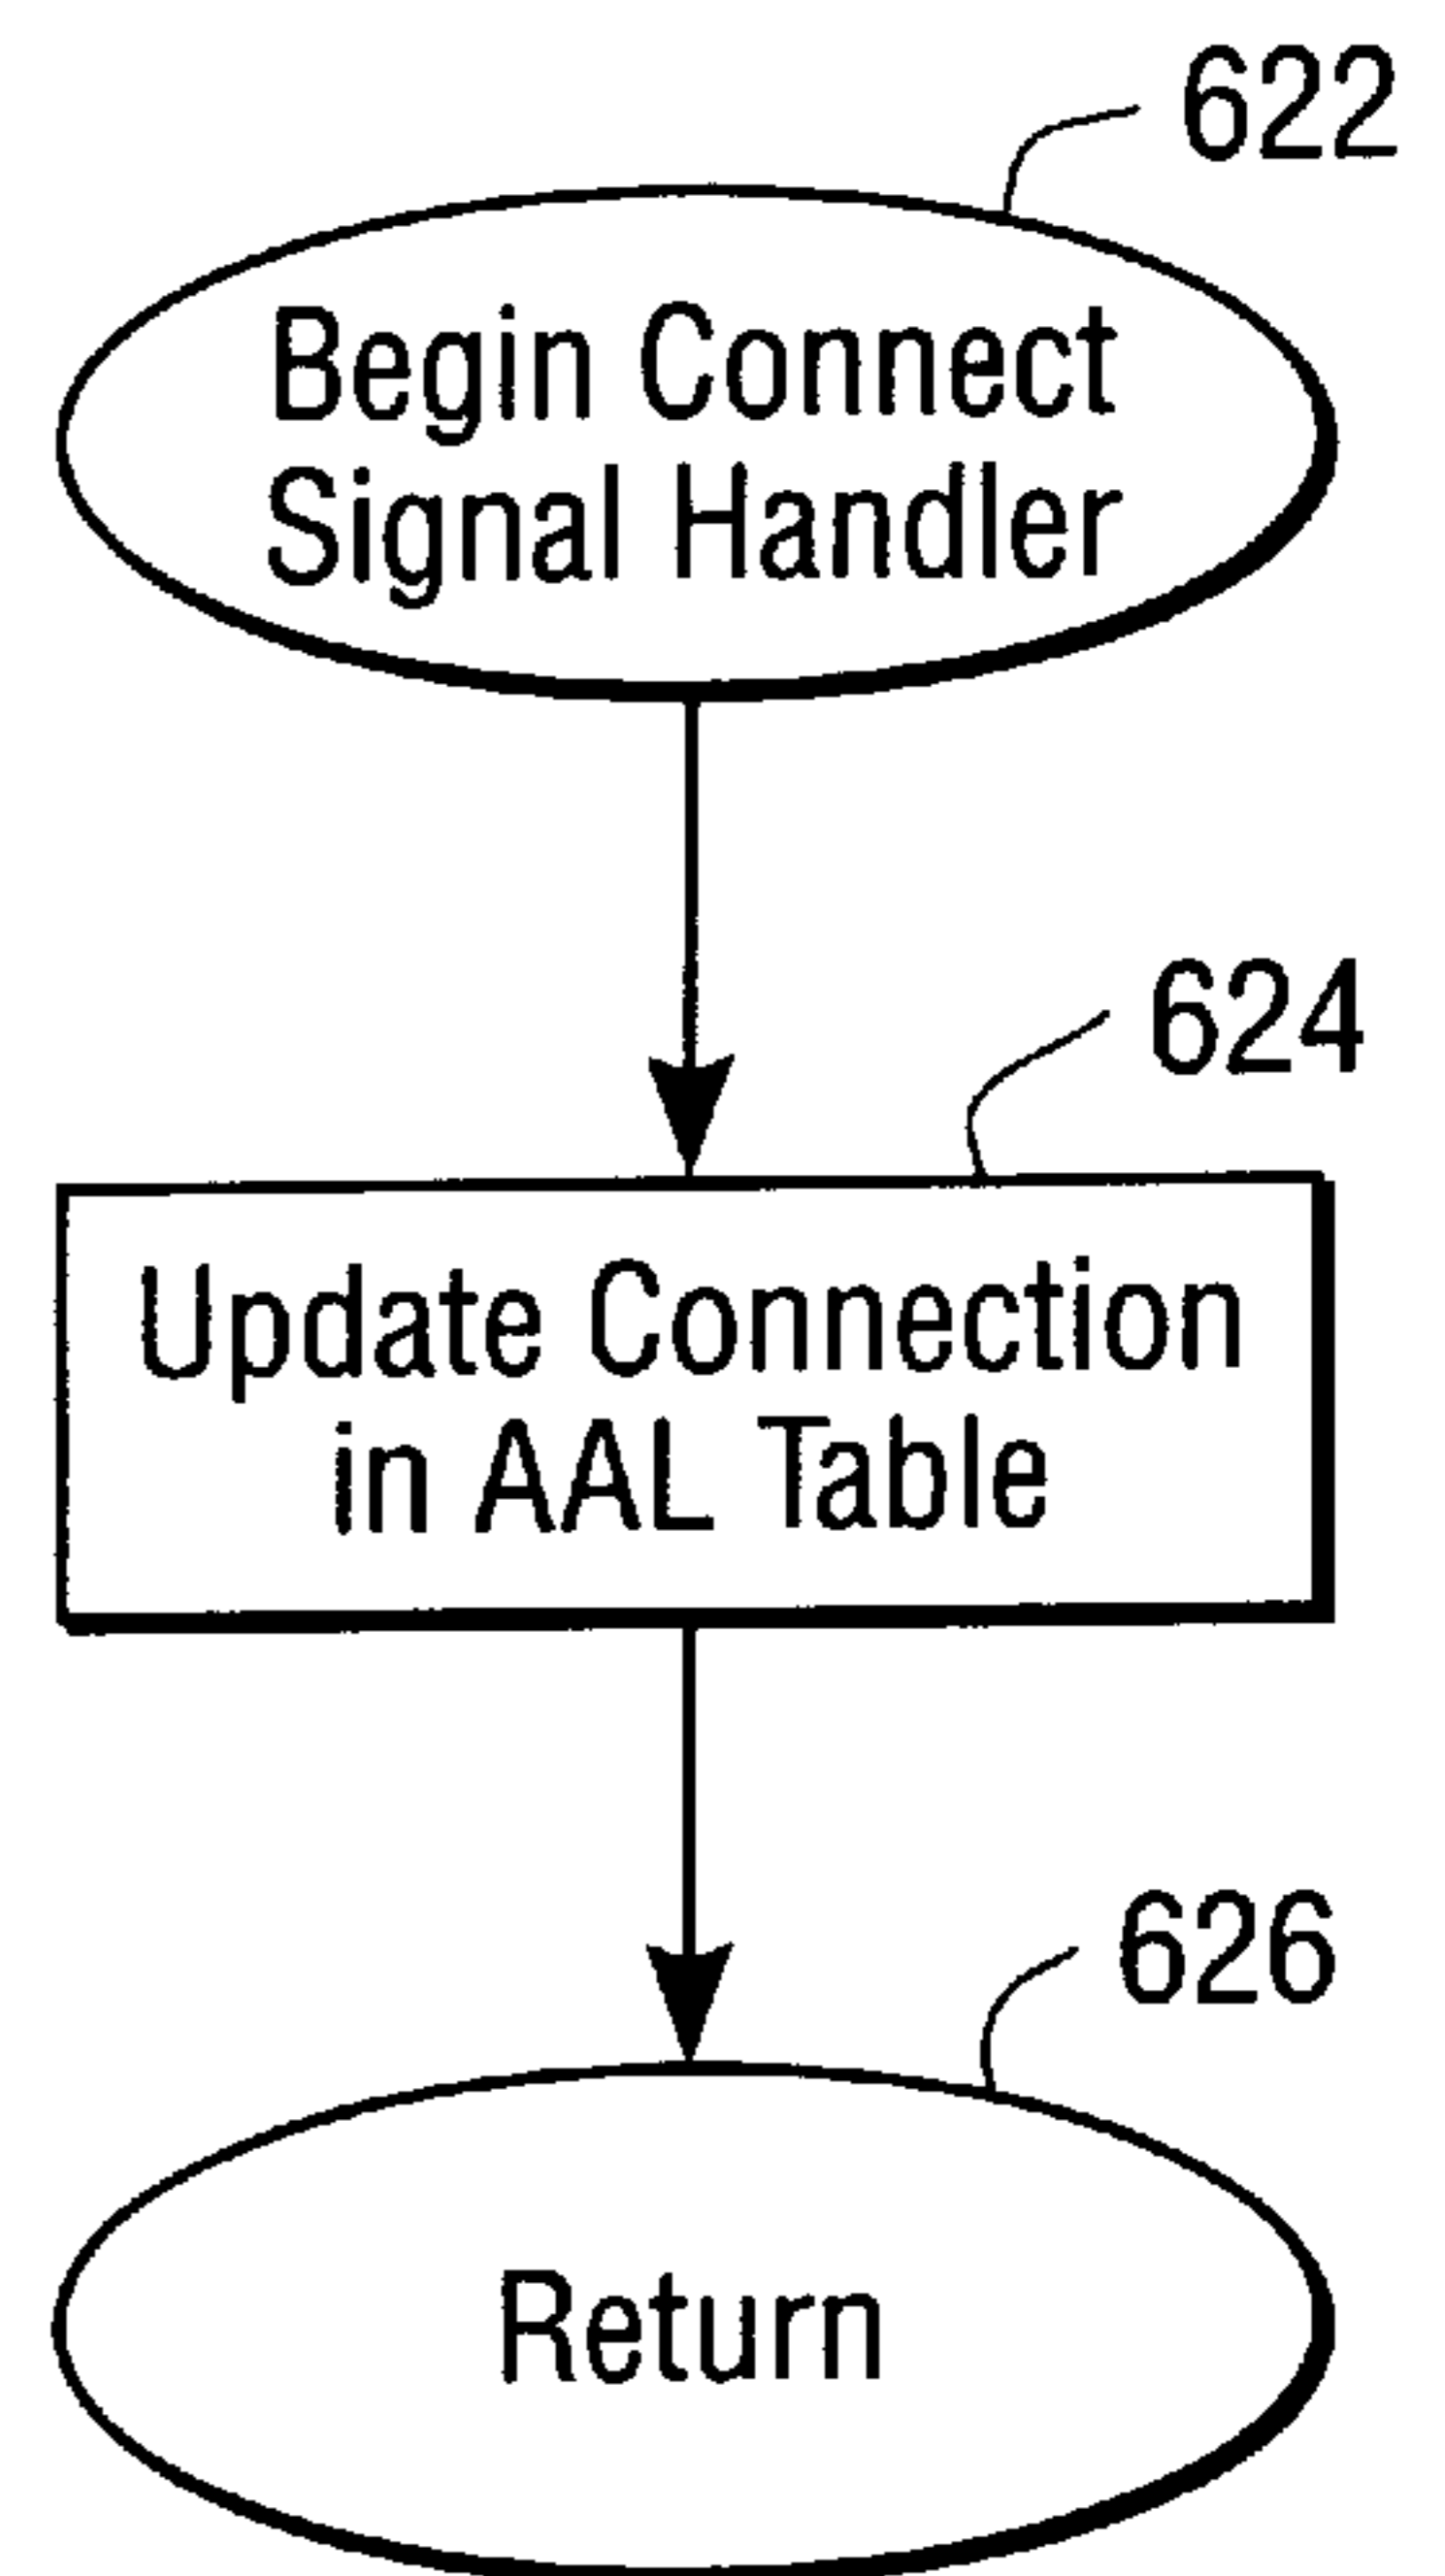 622
Begin Connect
Signal Handler
624
Update Connection
in AAL Table
626
Return